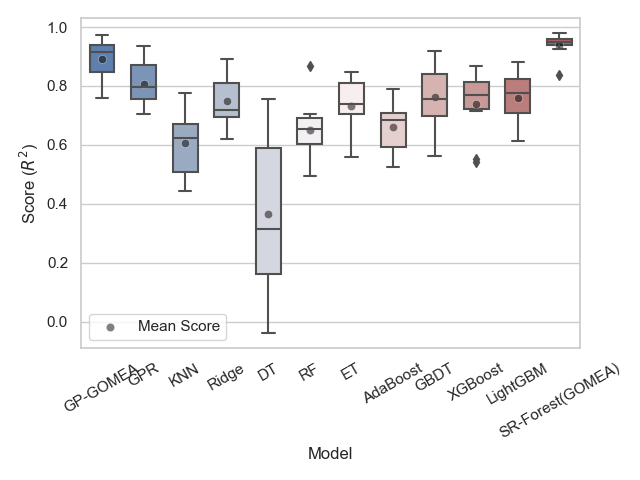 1.0
0.8
0.6
0.4
0.2
0.0
Score (R²)
Mean Score
GP-GOMEA
GPR
KNN
Ridge
DT
RF
ET
AdaBoost
GBDT
XGBoost
LightGBM
SR-Forest(GOMEA)
Model